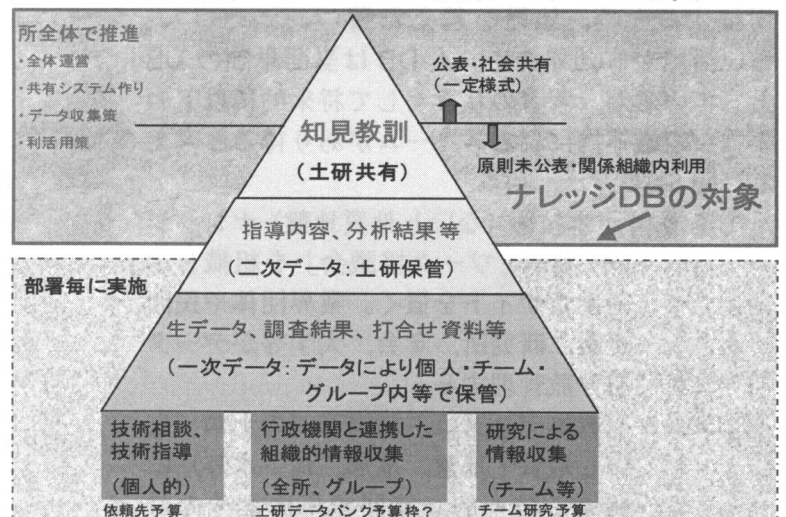 所全体で推進
・全体運営
・共有システム作り
・データ収集策
・利活用策
公表・社会共有
(一定様式)
知見教訓
(土研共有)
原則未公表・関係組織内利用
ナレッジDBの対象
指導内容、分析結果等
(二次データ：土研保管)
部署毎に実施
生データ、調査結果、打合せ資料等
(一次データ：データにより個人・チーム・
グループ内等で保管)
技術相談、
技術指導
(個人的)
依頼先予算
行政機関と連携した
組織的情報収集
(全所、グループ)
土研データバンク予算枠？
研究による
情報収集
(チーム等)
チーム研究予算